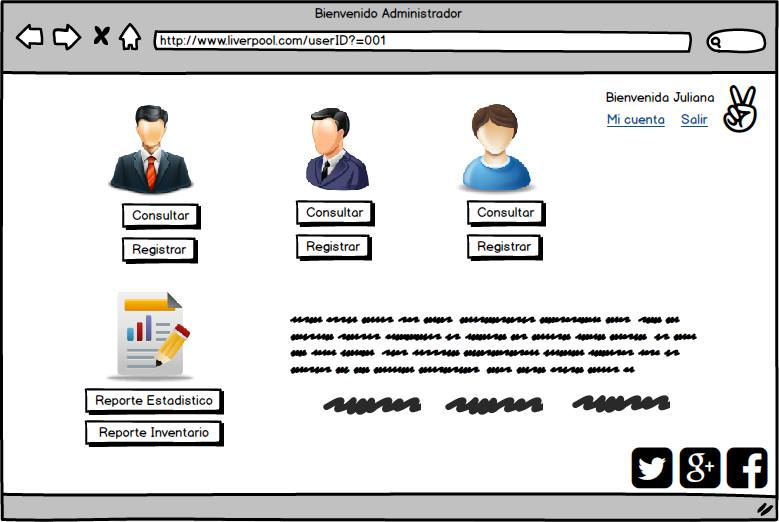 Bienvenido Administrador
http://www.liverpool.com/userID?=001
Bienvenida Juliana
Mi cuenta Salir
Consultar Consultar Consultar
Registrar Registrar Registrar
Reporte Estadistico
Reporte Inventario
g+ f